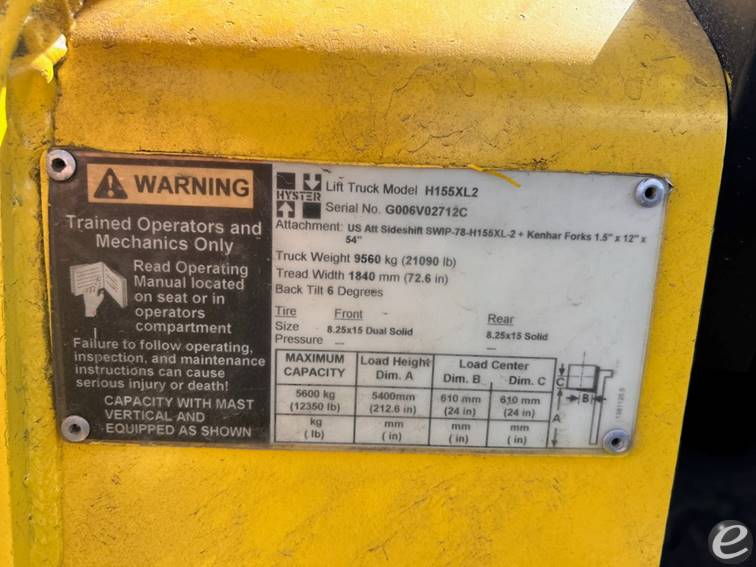 WARNING
Trained Operators and
Mechanics Only
Read Operating
Manual located
on seat or in
operators
compartment
Failure to follow operating,
inspection, and maintenance
instructions can cause
serious injury or death!
CAPACITY WITH MAST
VERTICAL AND
EQUIPPED AS SHOWN
HYSTER
Lift Truck Model H155XL2
Serial No. G006V02712C
Attachment: US Att Sideshift SWIP-78-H155XL-2 + Kenhar Forks 1.5" x 12" x
54"
Truck Weight 9560 kg (21090 lb)
Tread Width 1840 mm (72.6 in)
Back Tilt 6 Degrees
Tire Front Rear
Size 8.25x15 Dual Solid 8.25x15 Solid
Pressure --- ---
MAXIMUM CAPACITY Load Height Dim. A Load Center Dim. B Dim. C
5600 kg 5400mm 610 mm 610 mm
(12350 lb) (212.6 in) (24 in) (24 in)
kg mm mm mm
( lb) ( in) ( in) ( in)
C
B
A
e